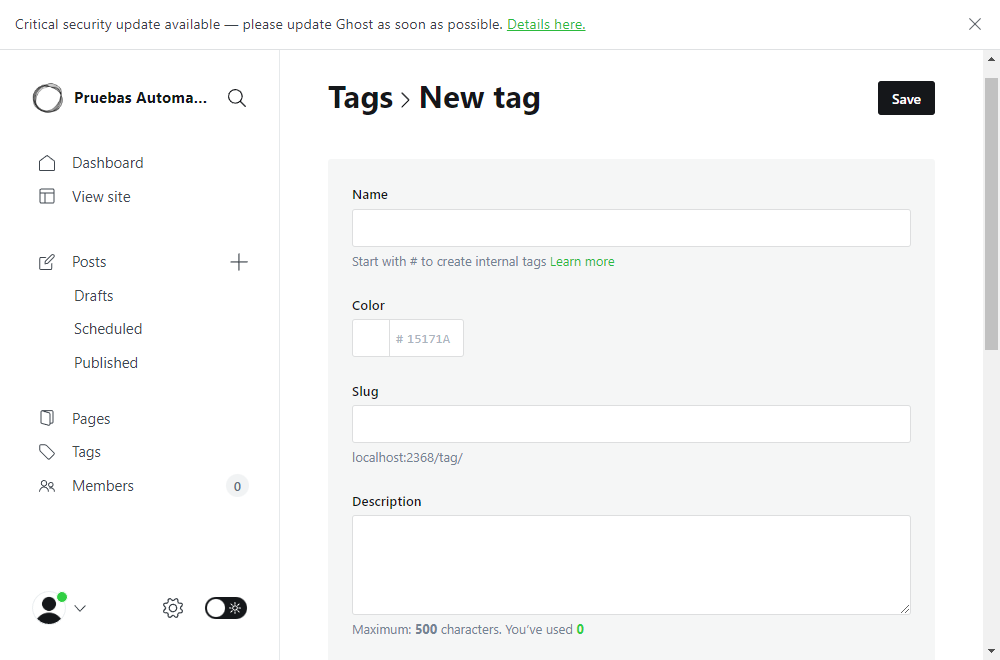 Critical security update available — please update Ghost as soon as possible. Details here.
Pruebas Automa...
Tags > New tag
Save
Dashboard
View site
Name
Start with # to create internal tags Learn more
Posts
Drafts
Scheduled
Published
Color
# 15171A
Slug
localhost:2368/tag/
Pages
Tags
Members 0
Description
Maximum: 500 characters. You’ve used 0